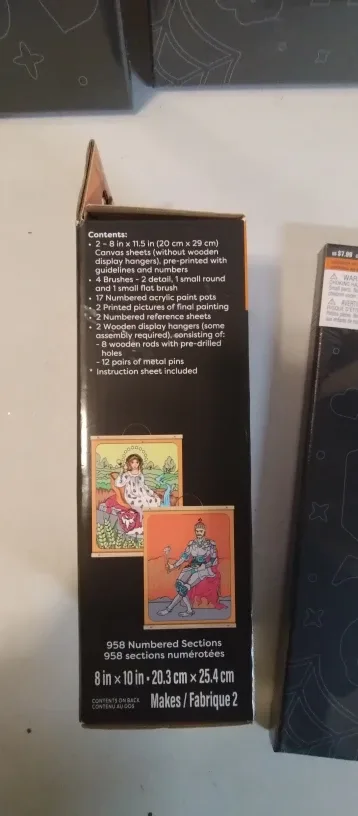 Contents:
• 2 – 8 in x 11.5 in (20 cm x 29 cm)
Canvas sheets (without wooden
display hangers), pre-printed with
guidelines and numbers
• 4 Brushes - 2 detail, 1 small round
and 1 small flat brush
• 17 Numbered acrylic paint pots
• 2 Printed pictures of final painting
• 2 Numbered reference sheets
• 2 Wooden display hangers (some
assembly required), consisting of:
- 8 wooden rods with pre-drilled
holes
- 12 pairs of metal pins
* Instruction sheet included
958 Numbered Sections
958 sections numérotées
8 in × 10 in • 20.3 cm × 25.4 cm
CONTENTS ON BACK
CONTENU AU DOS
Makes / Fabrique 2
$7.99
WAR
Small parts